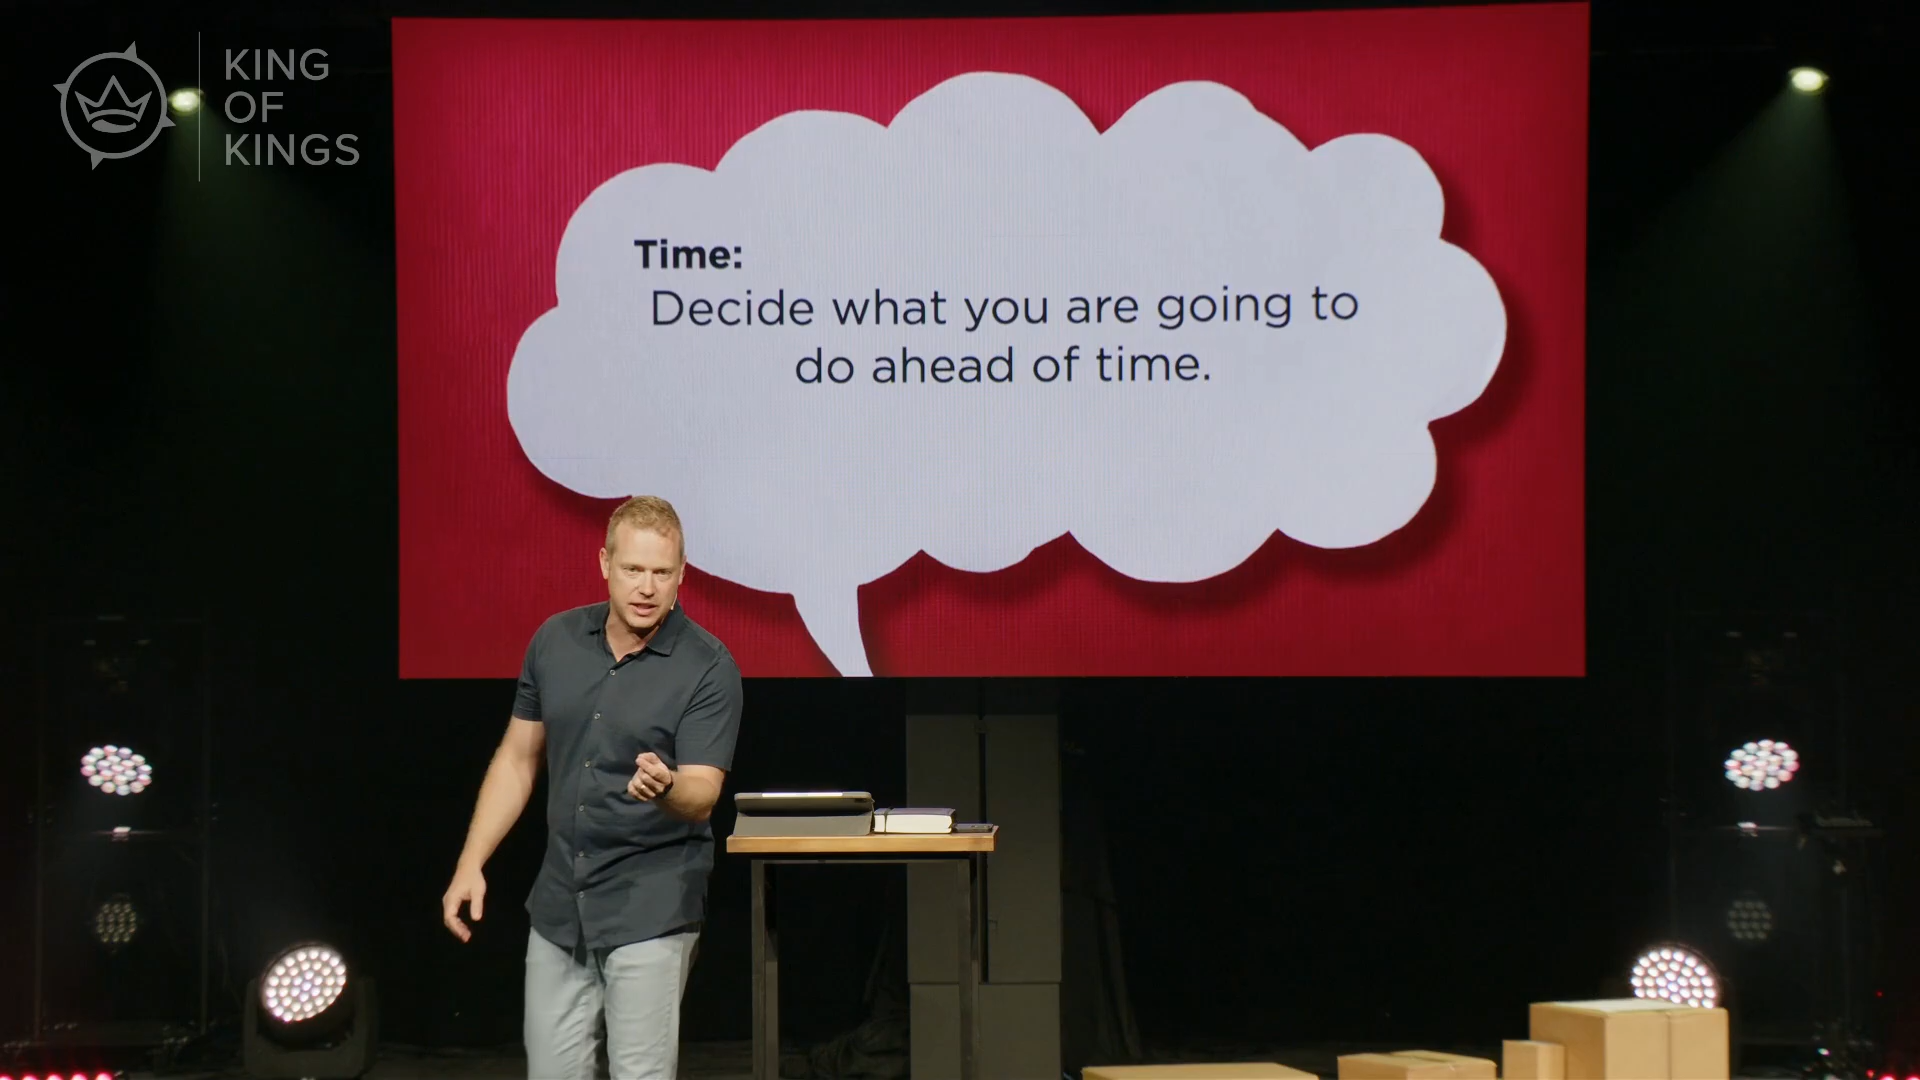 KING
OF
KINGS
Time:
Decide what you are going to
do ahead of time.